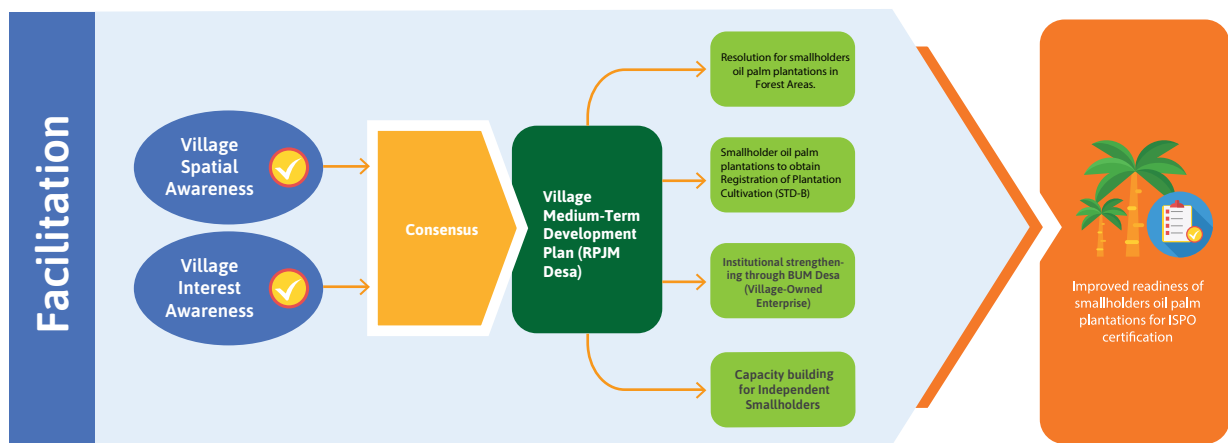 Facilitation
Village
Spatial
Awareness
Village
Interest
Awareness
Consensus
Village
Medium-Term
Development
Plan (RPJM
Desa)
Resolution for smallholders
oil palm plantations in
Forest Areas.
Smallholder oil palm
plantations to obtain
Registration of Plantation
Cultivation (STD-B)
Institutional strengthen-
ing through BUM Desa
(Village-Owned
Enterprise)
Capacity building
for Independent
Smallholders
Improved readiness of
smallholders oil palm
plantations for ISPO
certification